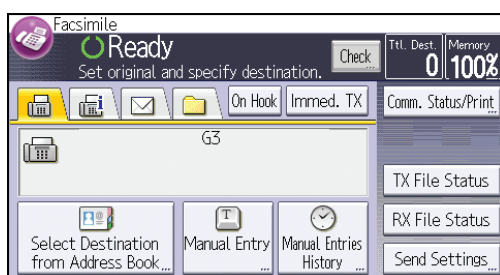 Facsimile
Ready
Set original and specify destination.
Check
Ttl. Dest.
0
Memory
100%
On Hook
Immed. TX
Comm. Status/Print
G3
TX File Status
RX File Status
Select Destination
from Address Book...
T
Manual Entry
...
Manual Entries
History ...
Send Settings...